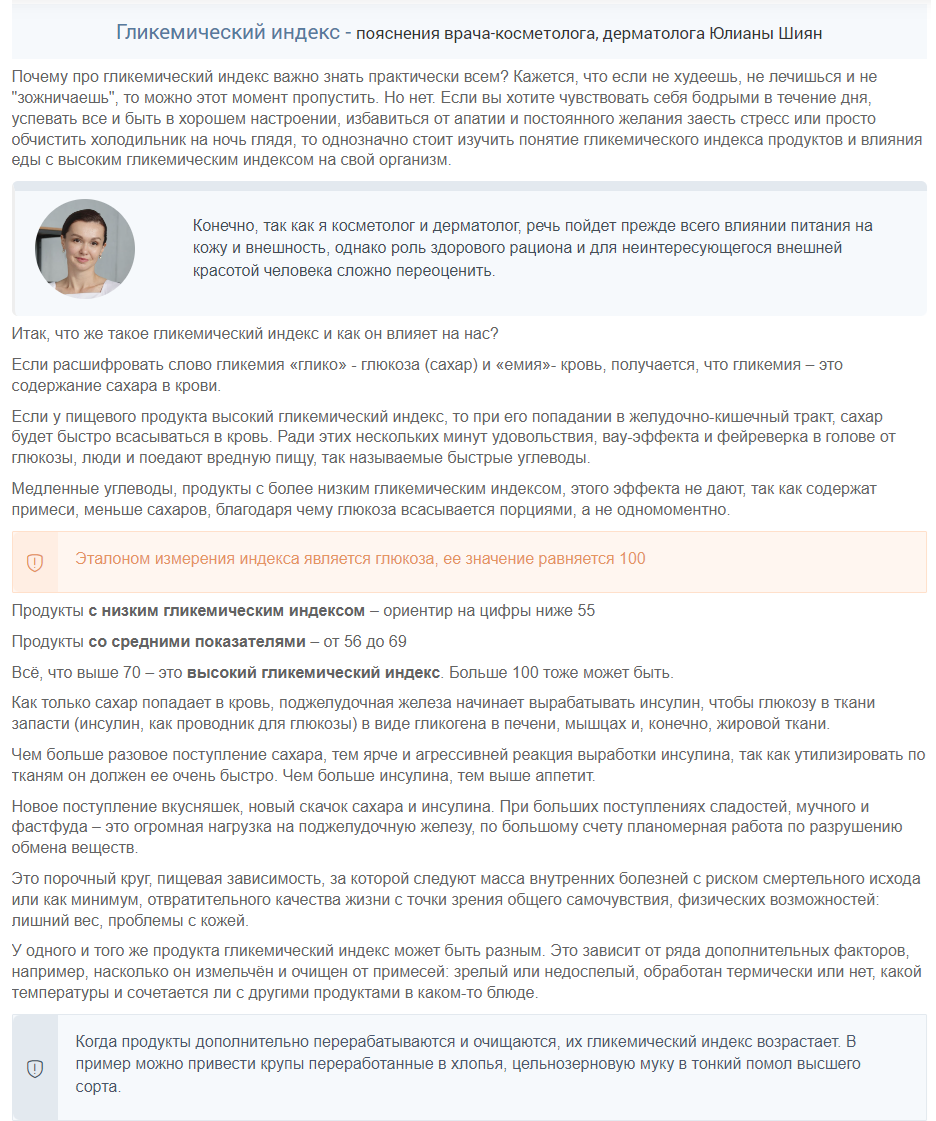 Гликемический индекс - пояснения врача-косметолога, дерматолога Юлианы Шиян
Почему про гликемический индекс важно знать практически всем? Кажется, что если не худеешь, не лечишься и не
"зожничаешь", то можно этот момент пропустить. Но нет. Если вы хотите чувствовать себя бодрыми в течение дня,
успевать все и быть в хорошем настроении, избавиться от апатии и постоянного желания заесть стресс или просто
обчистить холодильник на ночь глядя, то однозначно стоит изучить понятие гликемического индекса продуктов и влияния
еды с высоким гликемическим индексом на свой организм.
Конечно, так как я косметолог и дерматолог, речь пойдет прежде всего влиянии питания на
кожу и внешность, однако роль здорового рациона и для неинтересующегося внешней
красотой человека сложно переоценить.
Итак, что же такое гликемический индекс и как он влияет на нас?
Если расшифровать слово гликемия «глико» - глюкоза (сахар) и «емия»- кровь, получается, что гликемия – это
содержание сахара в крови.
Если у пищевого продукта высокий гликемический индекс, то при его попадании в желудочно-кишечный тракт, сахар
будет быстро всасываться в кровь. Ради этих нескольких минут удовольствия, вау-эффекта и фейреверка в голове от
глюкозы, люди и поедают вредную пищу, так называемые быстрые углеводы.
Медленные углеводы, продукты с более низким гликемическим индексом, этого эффекта не дают, так как содержат
примеси, меньше сахаров, благодаря чему глюкоза всасывается порциями, а не одномоментно.
Эталоном измерения индекса является глюкоза, ее значение равняется 100
Продукты с низким гликемическим индексом – ориентир на цифры ниже 55
Продукты со средними показателями – от 56 до 69
Всё, что выше 70 – это высокий гликемический индекс. Больше 100 тоже может быть.
Как только сахар попадает в кровь, поджелудочная железа начинает вырабатывать инсулин, чтобы глюкозу в ткани
запасти (инсулин, как проводник для глюкозы) в виде гликогена в печени, мышцах и, конечно, жировой ткани.
Чем больше разовое поступление сахара, тем ярче и агрессивней реакция выработки инсулина, так как утилизировать по
тканям он должен ее очень быстро. Чем больше инсулина, тем выше аппетит.
Новое поступление вкусняшек, новый скачок сахара и инсулина. При больших поступлениях сладостей, мучного и
фастфуда – это огромная нагрузка на поджелудочную железу, по большому счету планомерная работа по разрушению
обмена веществ.
Это порочный круг, пищевая зависимость, за которой следуют масса внутренних болезней с риском смертельного исхода
или как минимум, отвратительного качества жизни с точки зрения общего самочувствия, физических возможностей:
лишний вес, проблемы с кожей.
У одного и того же продукта гликемический индекс может быть разным. Это зависит от ряда дополнительных факторов,
например, насколько он измельчён и очищен от примесей: зрелый или недоспелый, обработан термически или нет, какой
температуры и сочетается ли с другими продуктами в каком-то блюде.
Когда продукты дополнительно перерабатываются и очищаются, их гликемический индекс возрастает. В
пример можно привести крупы переработанные в хлопья, цельнозерновую муку в тонкий помол высшего
сорта.